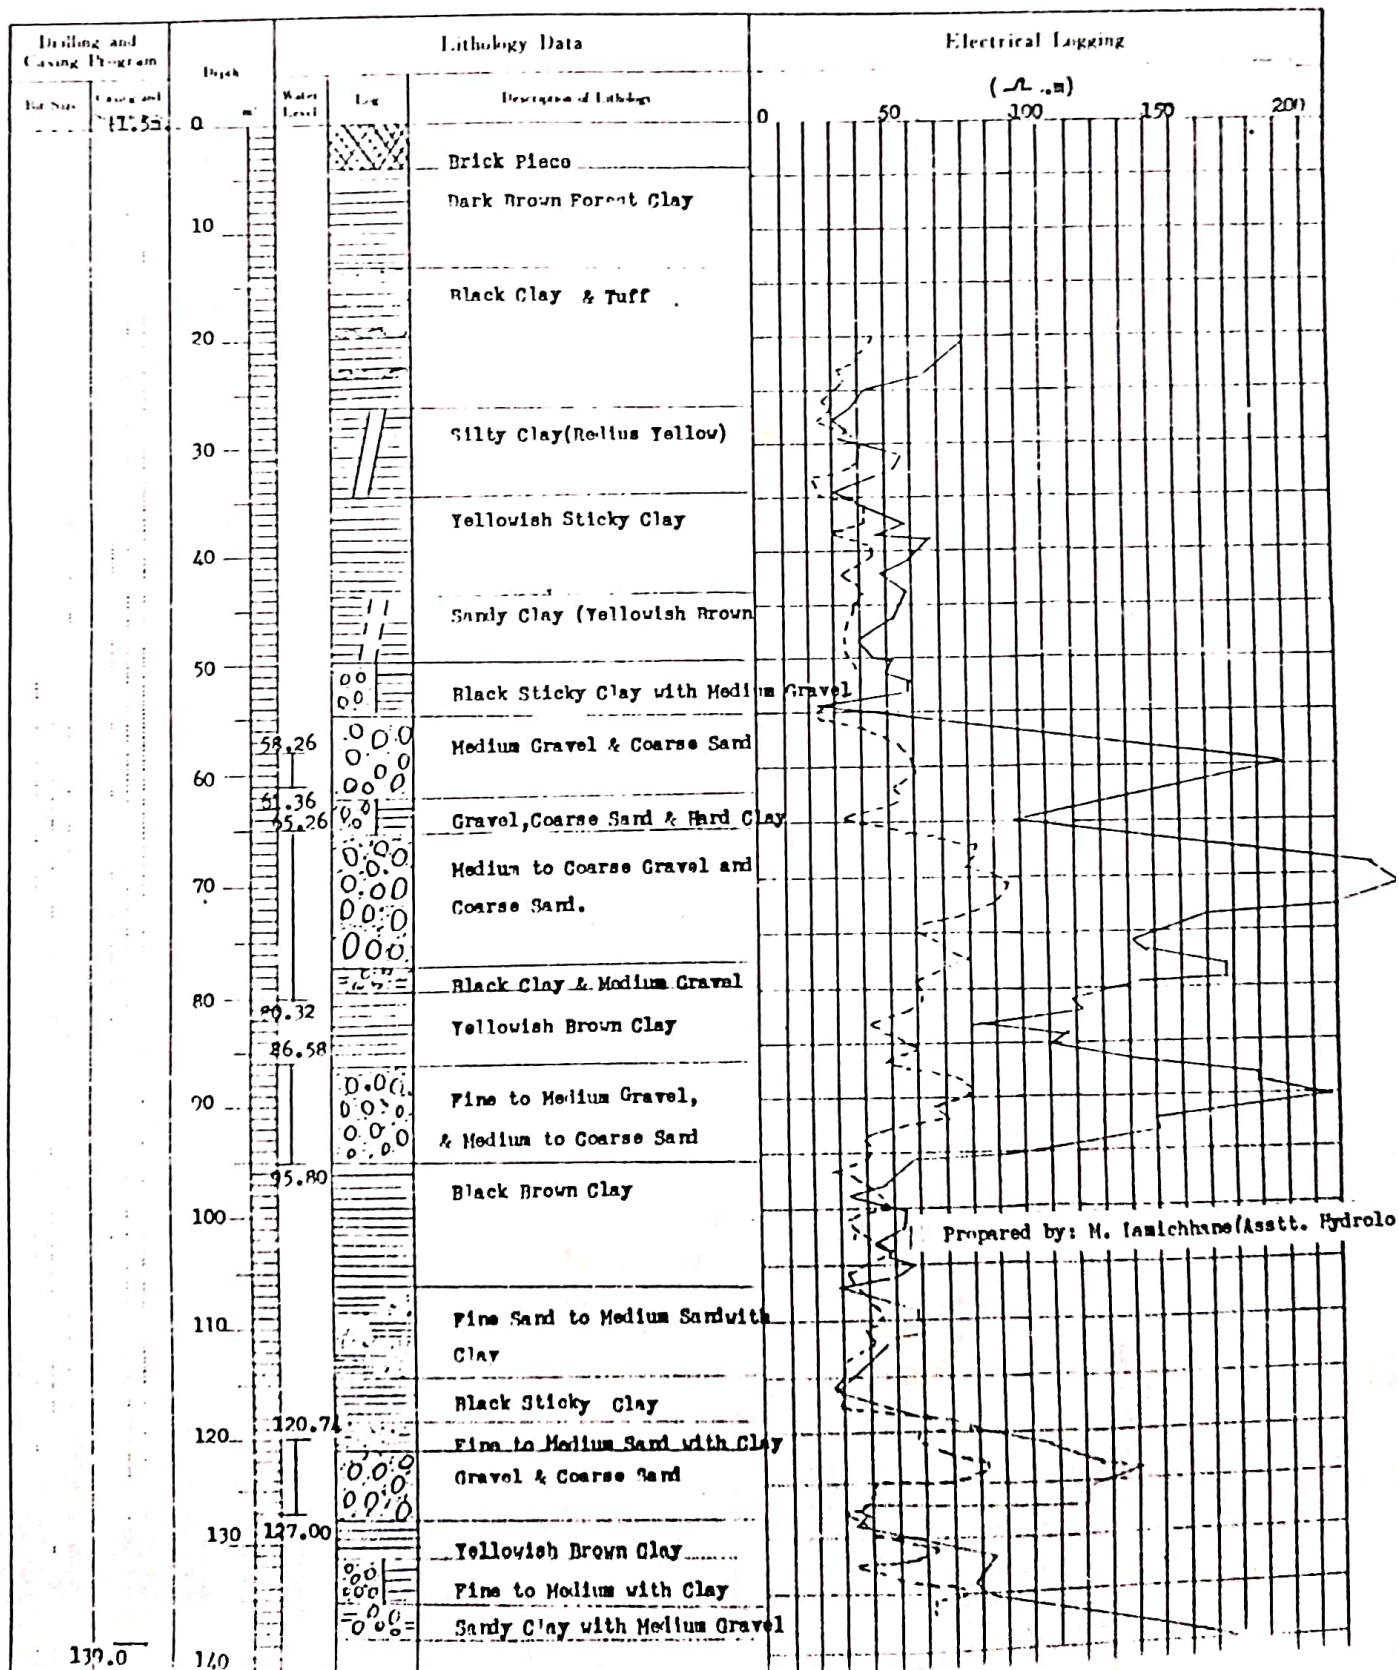 Drilling and
Casing Program
Depth
m
Lithology Data
Electrical Logging
Bit Size
Casing and
Water
Level
Log
Description of Lithology
(Ω.m)
0
50
100
150
200
0
Brick Piece
Dark Brown Forest Clay
10
Black Clay & Tuff
20
Silty Clay(Redius Yellow)
30
Yellowish Sticky Clay
40
Sandy Clay (Yellowish Brown
50
Black Sticky Clay with Medium Gravel
58.26
Medium Gravel & Coarse Sand
60
61.36
65.26
Gravel,Coarse Sand & Hard Clay
Medium to Coarse Gravel and
70
Coarse Sand.
Black Clay & Medium Gravel
80
80.32
Yellowish Brown Clay
86.58
90
Fine to Medium Gravel,
& Medium to Coarse Sand
95.80
Black Brown Clay
100
Prepared by: M. Lamichhane(Asstt. Hydrolo
110
Fine Sand to Medium Sandwith
Clay
Black Sticky Clay
120.74
120
Fine to Medium Sand with Clay
Gravel & Coarse Sand
127.00
130
Yellowish Brown Clay
Fine to Medium with Clay
Sandy Clay with Medium Gravel
139.0
140